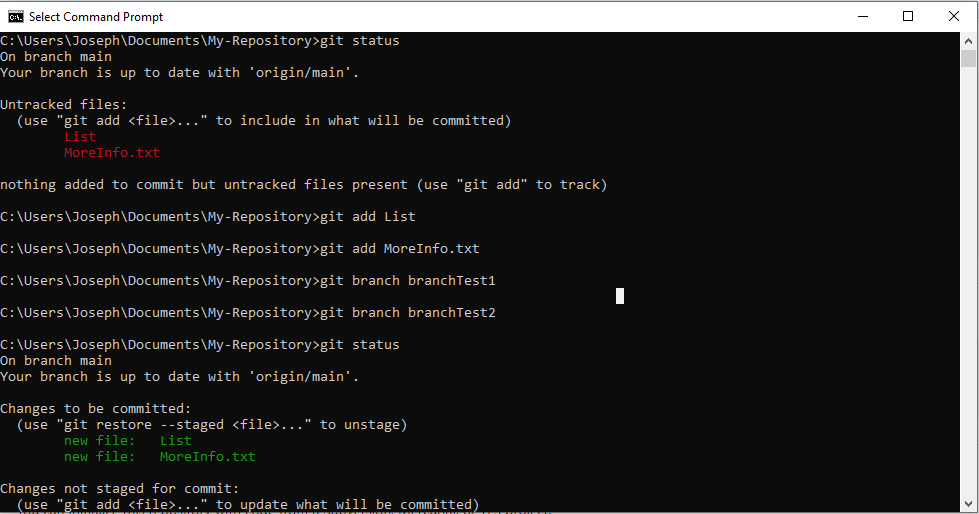 Select Command Prompt
C:\Users\Joseph\Documents\My-Repository>git status
On branch main
Your branch is up to date with 'origin/main'.
Untracked files:
(use "git add <file>..." to include in what will be committed)
List
MoreInfo.txt
nothing added to commit but untracked files present (use "git add" to track)
C:\Users\Joseph\Documents\My-Repository>git add List
C:\Users\Joseph\Documents\My-Repository>git add MoreInfo.txt
C:\Users\Joseph\Documents\My-Repository>git branch branchTest1
C:\Users\Joseph\Documents\My-Repository>git branch branchTest2
C:\Users\Joseph\Documents\My-Repository>git status
On branch main
Your branch is up to date with 'origin/main'.
Changes to be committed:
(use "git restore --staged <file>..." to unstage)
new file:   List
new file:   MoreInfo.txt
Changes not staged for commit:
(use "git add <file>..." to update what will be committed)